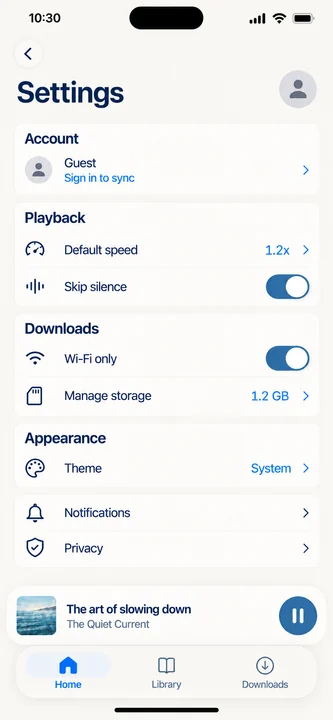 10:30
Settings
Account
Guest
Sign in to sync
Playback
Default speed 1.2x
Skip silence
Downloads
Wi-Fi only
Manage storage 1.2 GB
Appearance
Theme System
Notifications
Privacy
The art of slowing down
The Quiet Current
Home Library Downloads